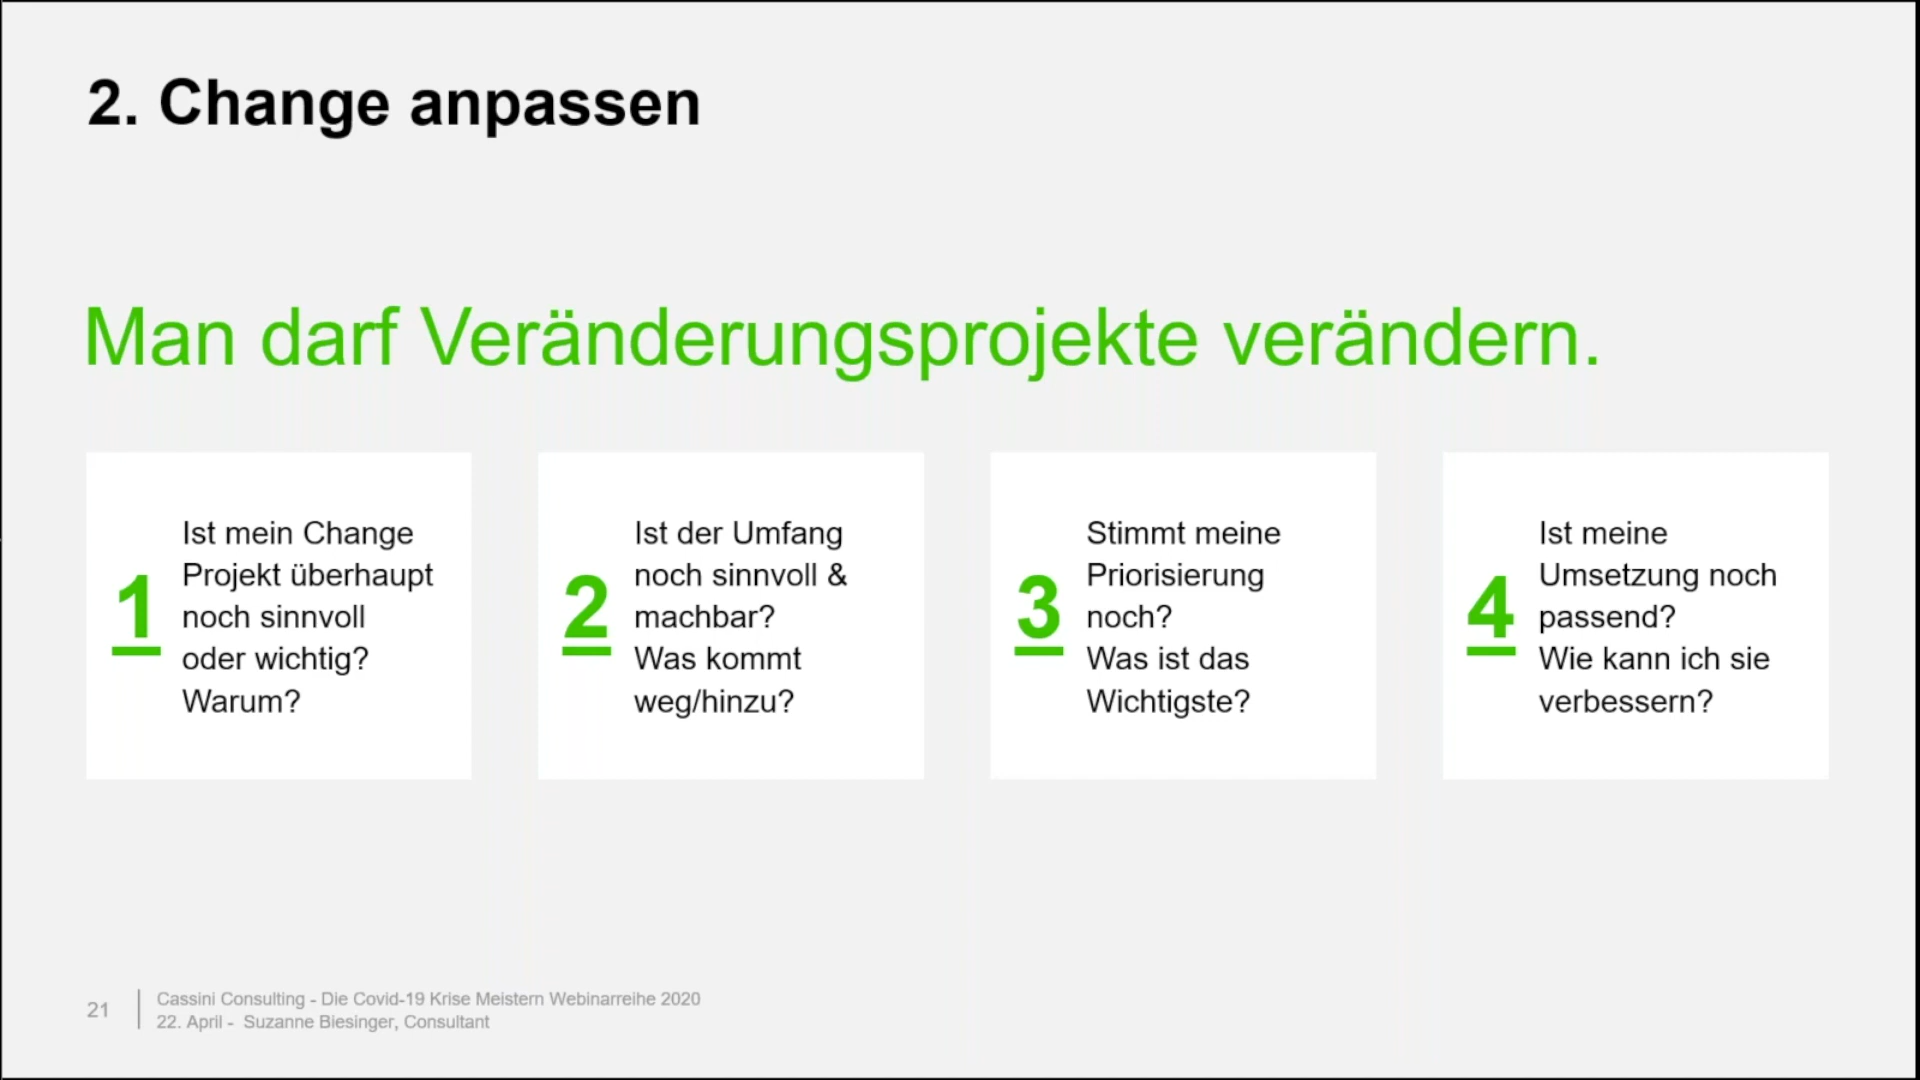 2. Change anpassen
Man darf Veränderungsprojekte verändern.
1
Ist mein Change
Projekt überhaupt
noch sinnvoll
oder wichtig?
Warum?
2
Ist der Umfang
noch sinnvoll &
machbar?
Was kommt
weg/hinzu?
3
Stimmt meine
Priorisierung
noch?
Was ist das
Wichtigste?
4
Ist meine
Umsetzung noch
passend?
Wie kann ich sie
verbessern?
21
Cassini Consulting - Die Covid-19 Krise Meistern Webinarreihe 2020
22. April - Suzanne Biesinger, Consultant